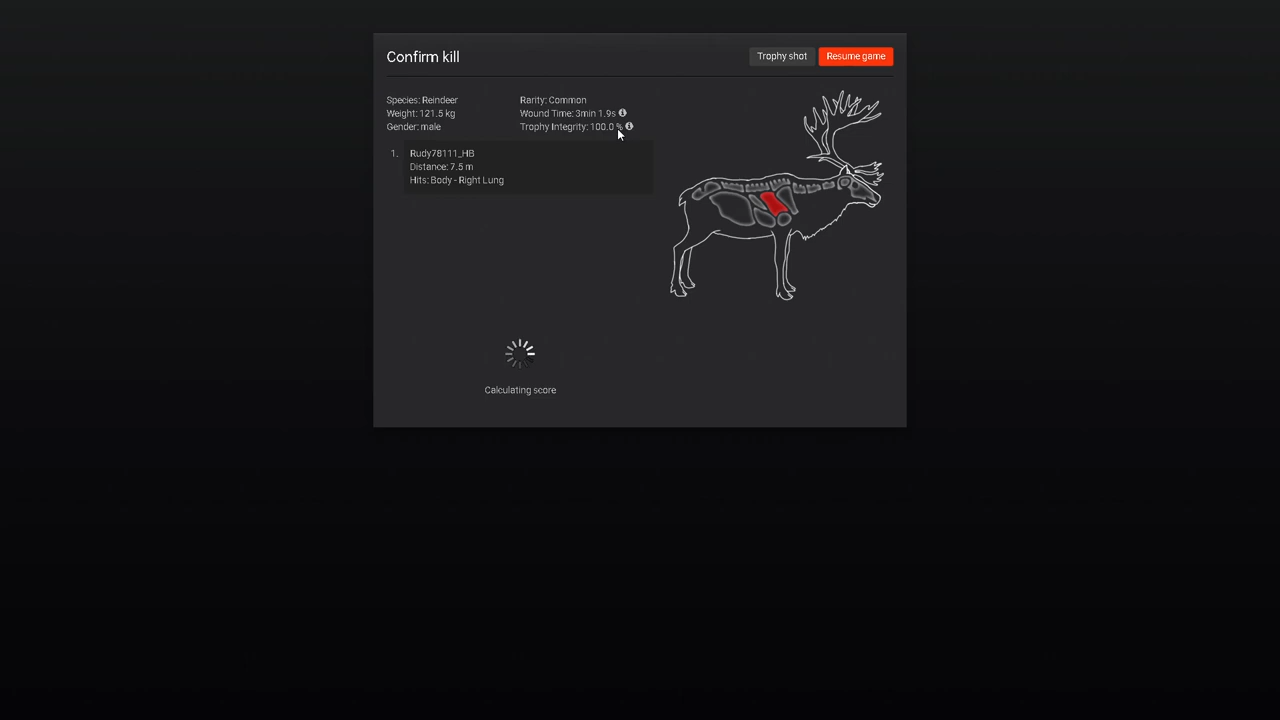 Confirm kill
Trophy shot
Resume game
Species: Reindeer
Weight: 121.5 kg
Gender: male
Rarity: Common
Wound Time: 3min 1.9s
Trophy Integrity: 100.0 %
1.
Rudy78111_HB
Distance: 7.5 m
Hits: Body - Right Lung
Calculating score